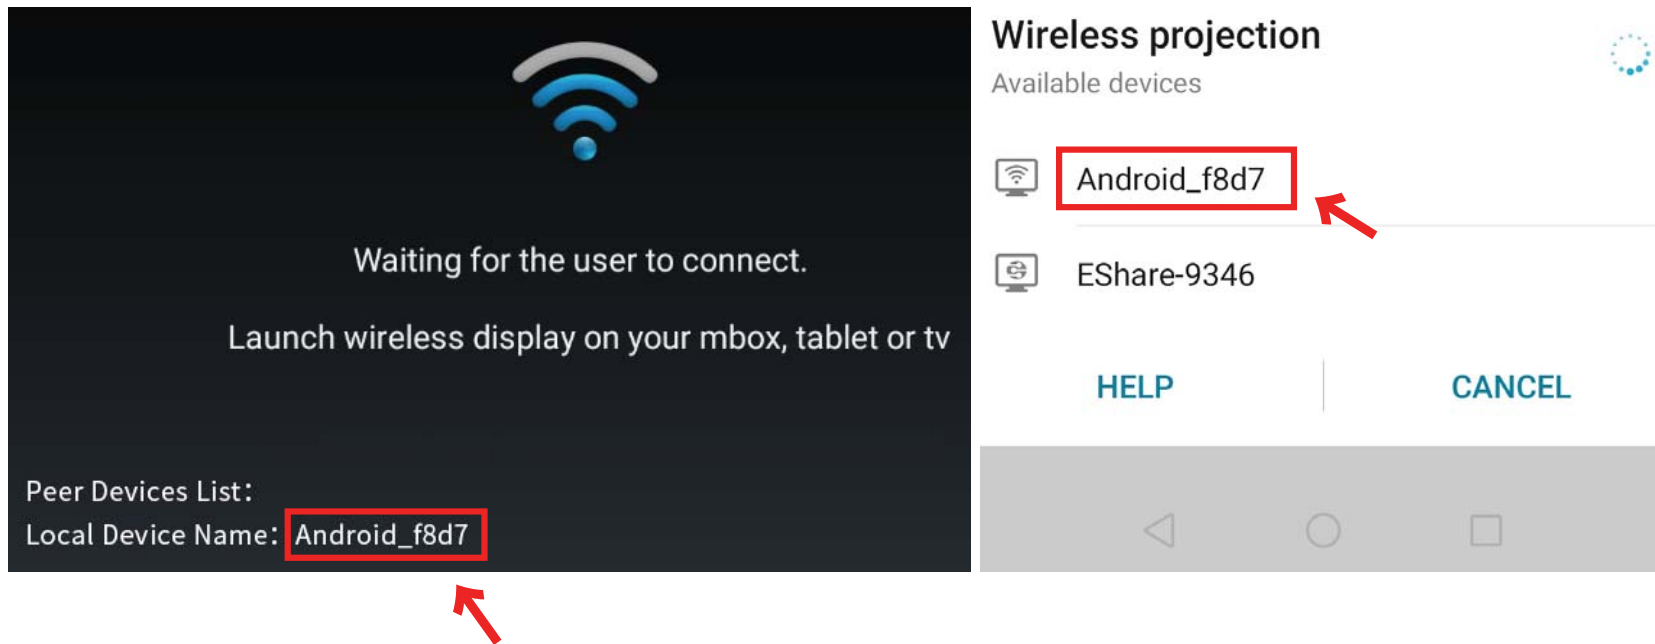 Waiting for the user to connect.
Launch wireless display on your mbox, tablet or tv
Peer Devices List:
Local Device Name: Android_f8d7
Wireless projection
Available devices
Android_f8d7
EShare-9346
HELP
CANCEL